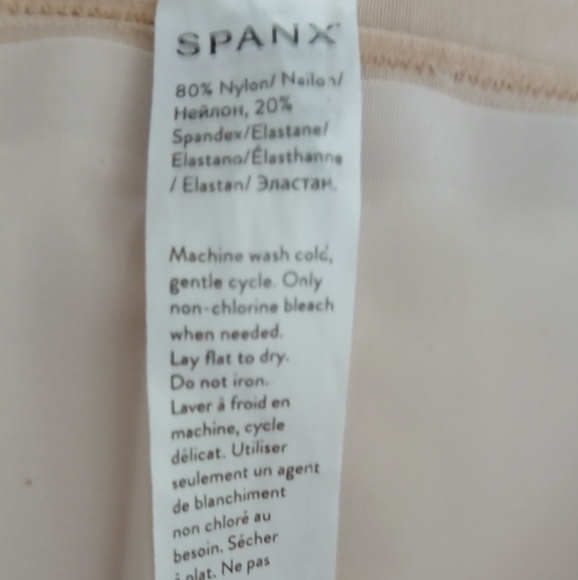 SPANX
80% Nylon/ Nailon/
Нейлон, 20%
Spandex/Elastane/
Elastano/Élasthanne
/ Elastan/ Эластан.
Machine wash cold,
gentle cycle. Only
non-chlorine bleach
when needed.
Lay flat to dry.
Do not iron.
Laver à froid en
machine, cycle
délicat. Utiliser
seulement un agent
de blanchiment
non chloré au
besoin. Sécher
à plat. Ne pas